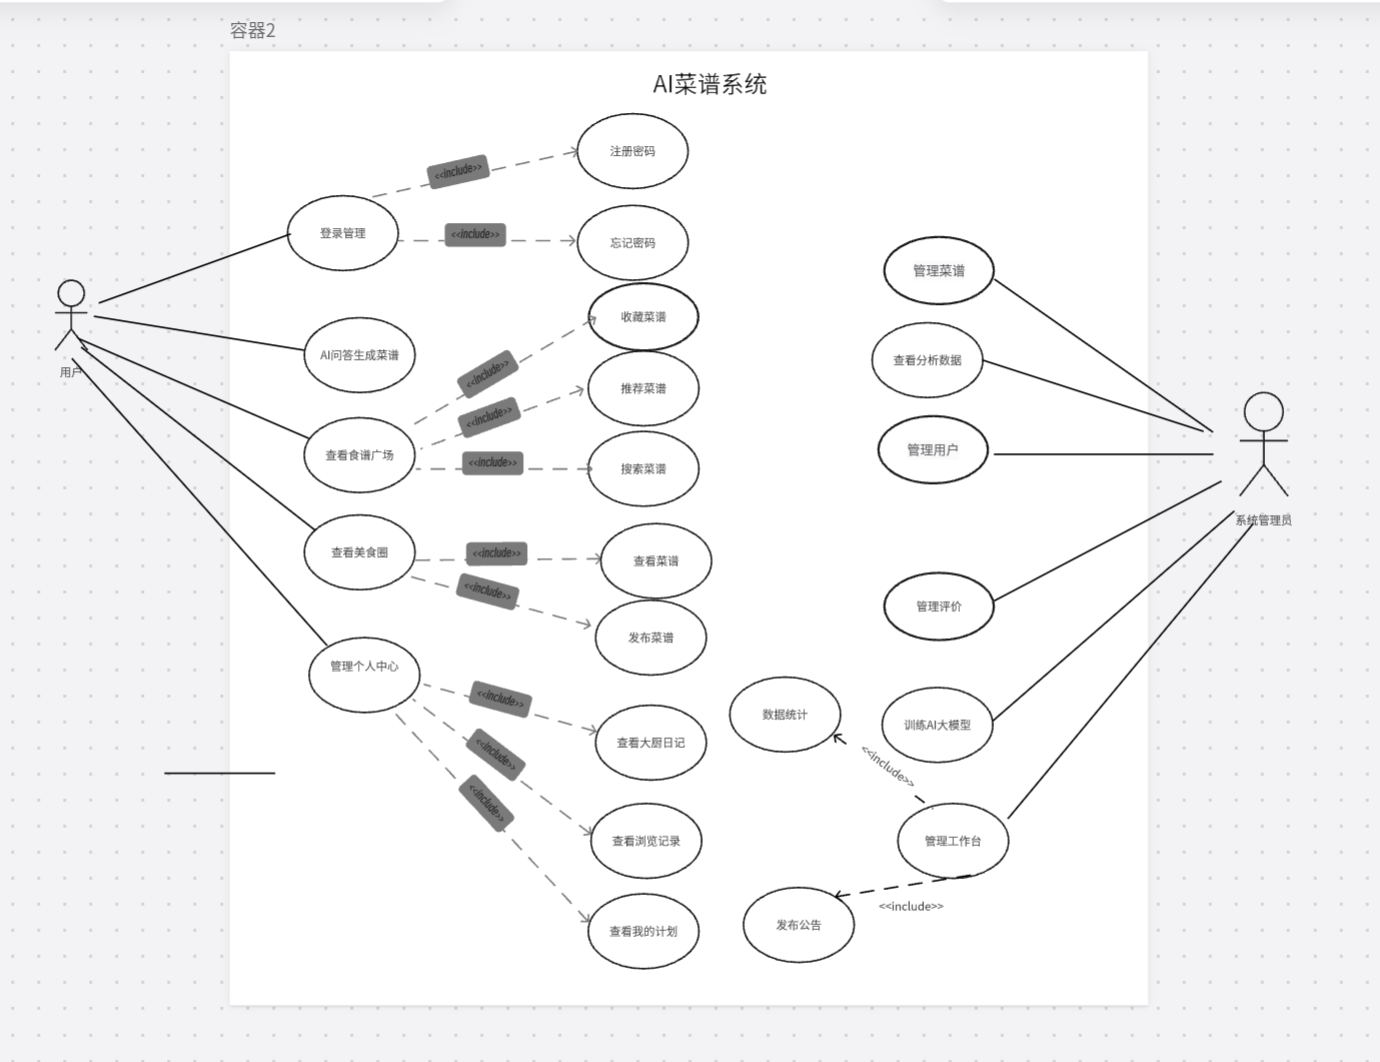 容器2
AI菜谱系统
注册密码
<<include>>
登录管理
<<include>>
忘记密码
收藏菜谱
管理菜谱
用户
AI问答生成菜谱
<<include>>
推荐菜谱
查看分析数据
<<include>>
查看食谱广场
<<include>>
搜索菜谱
管理用户
系统管理员
查看美食圈
<<include>>
查看菜谱
<<include>>
发布菜谱
管理评价
管理个人中心
<<include>>
查看大厨日记
数据统计
训练AI大模型
<<include>>
<<include>>
<<include>>
查看浏览记录
管理工作台
<<include>>
查看我的计划
发布公告